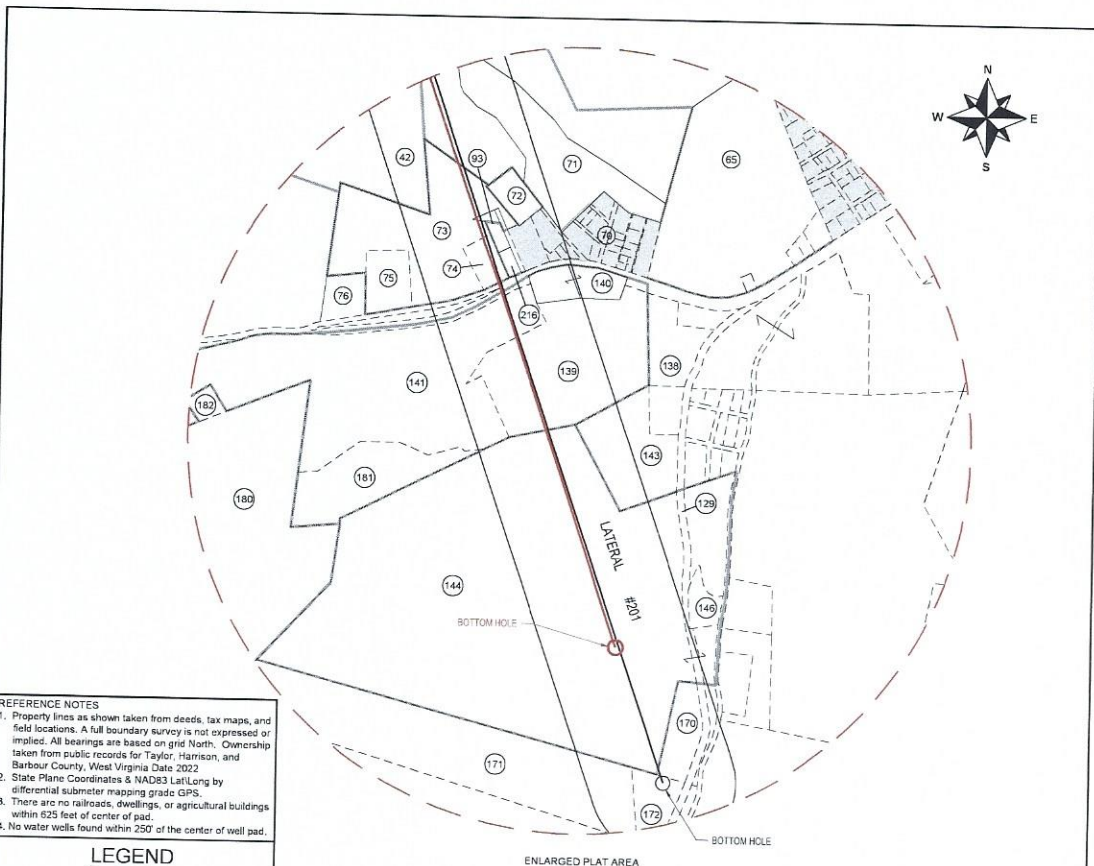 N
W E
S
42
93
71
65
72
73
70
74
75
76
140
216
141
139
138
182
181
143
180
129
LATERAL #201
144
146
BOTTOM HOLE
170
171
172
BOTTOM HOLE
REFERENCE NOTES
1. Property lines as shown taken from deeds, tax maps, and
field locations. A full boundary survey is not expressed or
implied. All bearings are based on grid North. Ownership
taken from public records for Taylor, Harrison, and
Barbour County, West Virginia Date 2022
2. State Plane Coordinates & NAD83 Lat\Long by
differential submeter mapping grade GPS.
3. There are no railroads, dwellings, or agricultural buildings
within 625 feet of center of pad.
4. No water wells found within 250' of the center of well pad.
LEGEND
ENLARGED PLAT AREA